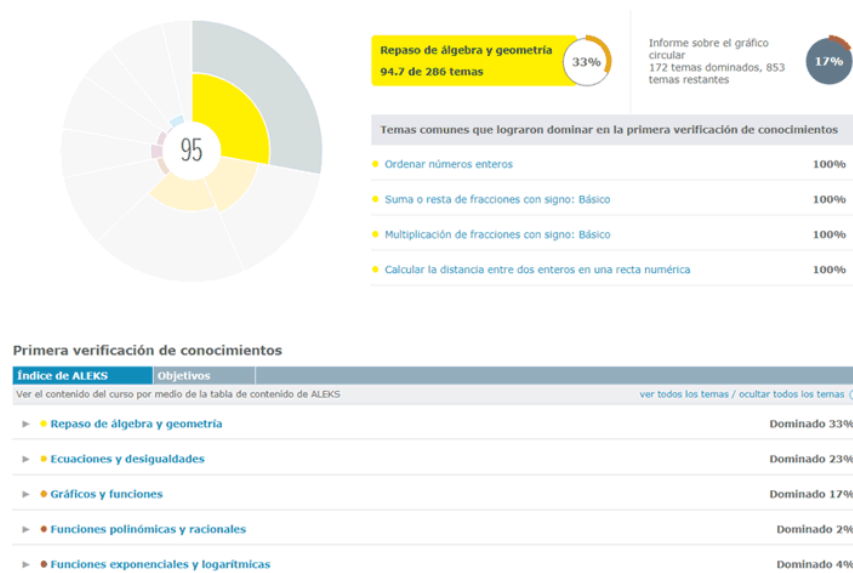 95
Repaso de álgebra y geometría
94.7 de 286 temas
33%
Informe sobre el gráfico
circular
172 temas dominados, 853
temas restantes
17%
Temas comunes que lograron dominar en la primera verificación de conocimientos
Ordenar números enteros 100%
Suma o resta de fracciones con signo: Básico 100%
Multiplicación de fracciones con signo: Básico 100%
Calcular la distancia entre dos enteros en una recta numérica 100%
Primera verificación de conocimientos
Índice de ALEKS Objetivos
Ver el contenido del curso por medio de la tabla de contenido de ALEKS ver todos los temas / ocultar todos los temas
Repaso de álgebra y geometría Dominado 33%
Ecuaciones y desigualdades Dominado 23%
Gráficos y funciones Dominado 17%
Funciones polinómicas y racionales Dominado 2%
Funciones exponenciales y logarítmicas Dominado 4%